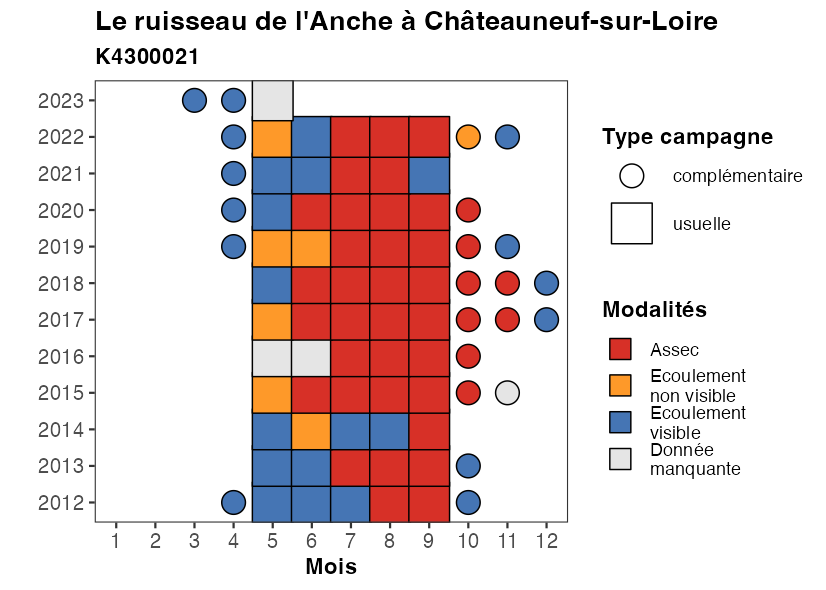 Le ruisseau de l'Anche à Châteauneuf-sur-Loire
K4300021
2023
2022
2021
2020
2019
2018
2017
2016
2015
2014
2013
2012
1 2 3 4 5 6 7 8 9 10 11 12
Mois
Type campagne
complémentaire
usuelle
Modalités
Assec
Ecoulement
non visible
Ecoulement
visible
Donnée
manquante